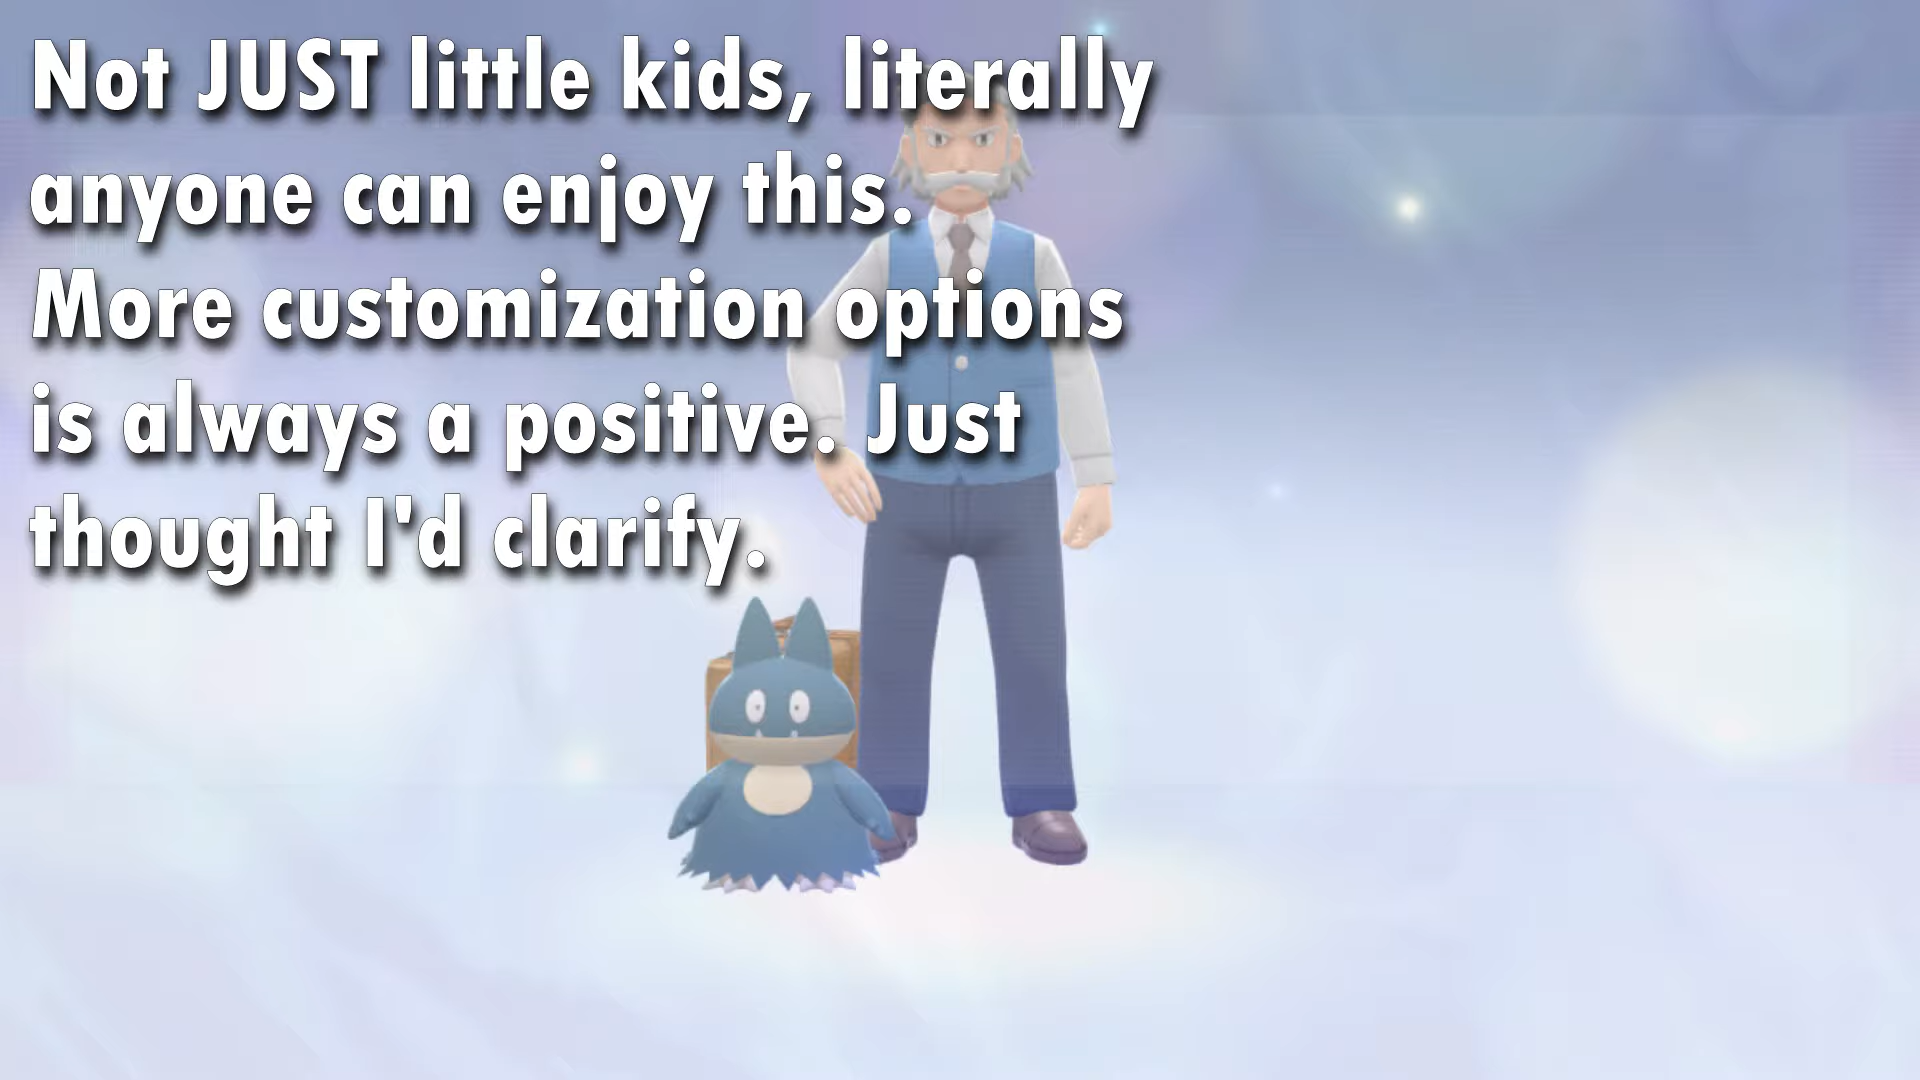 Not JUST little kids, literally
anyone can enjoy this.
More customization options
is always a positive. Just
thought I'd clarify.